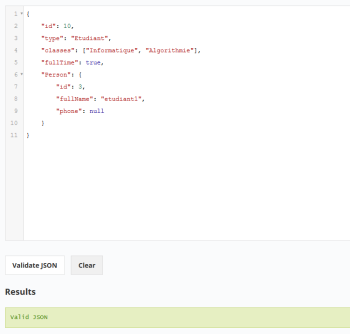 1 {
2 "id": 10,
3 "type": "Etudiant",
4 "classes": ["Informatique", "Algorithmie"],
5 "fullTime": true,
6 "Person": {
7 "id": 3,
8 "fullName": "etudiant1",
9 "phone": null
10 }
11 }
Validate JSON Clear
Results
Valid JSON